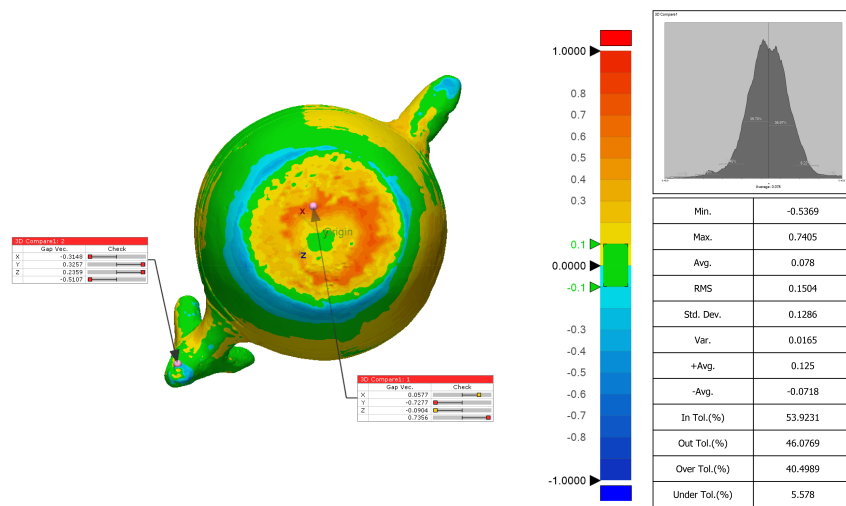 3D Compare1: 2
Gap Vec. Check
X -0.3148
Y 0.3257
Z 0.2359
-0.5107
X
Origin
Z
3D Compare1: 1
Gap Vec. Check
X 0.0577
Y -0.7277
Z -0.0904
0.7356
1.0000
0.8
0.7
0.6
0.5
0.4
0.3
0.1
0.0000
-0.1
-0.3
-0.4
-0.5
-0.6
-0.7
-0.8
-1.0000
3D Compare1
Average: 0.078
Min. -0.5369
Max. 0.7405
Avg. 0.078
RMS 0.1504
Std. Dev. 0.1286
Var. 0.0165
+Avg. 0.125
-Avg. -0.0718
In Tol.(%) 53.9231
Out Tol.(%) 46.0769
Over Tol.(%) 40.4989
Under Tol.(%) 5.578